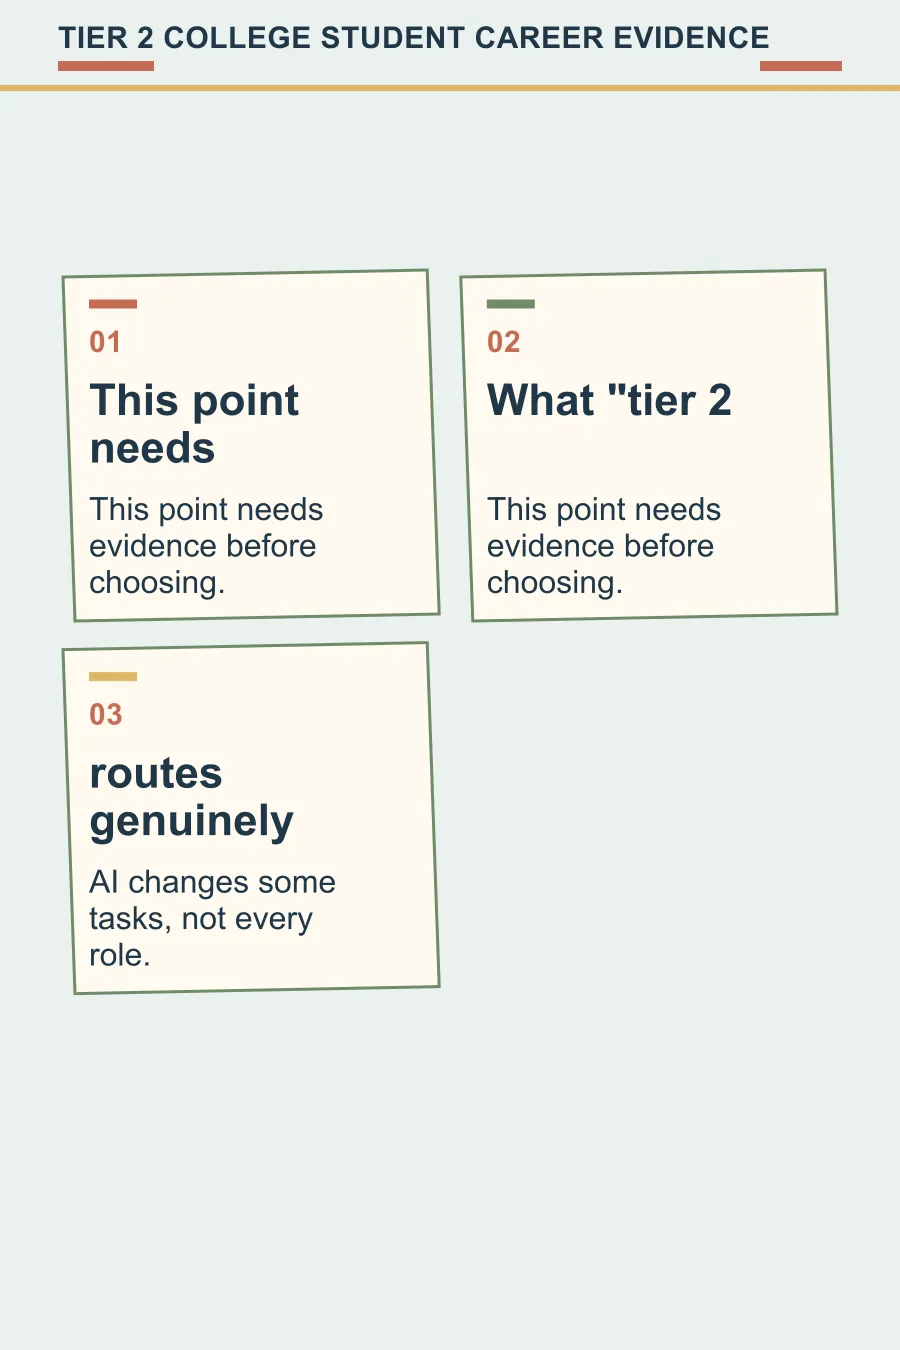 TIER 2 COLLEGE STUDENT CAREER EVIDENCE
01
This point
needs
This point needs
evidence before
choosing.
02
What "tier 2
This point needs
evidence before
choosing.
03
routes
genuinely
AI changes some
tasks, not every
role.